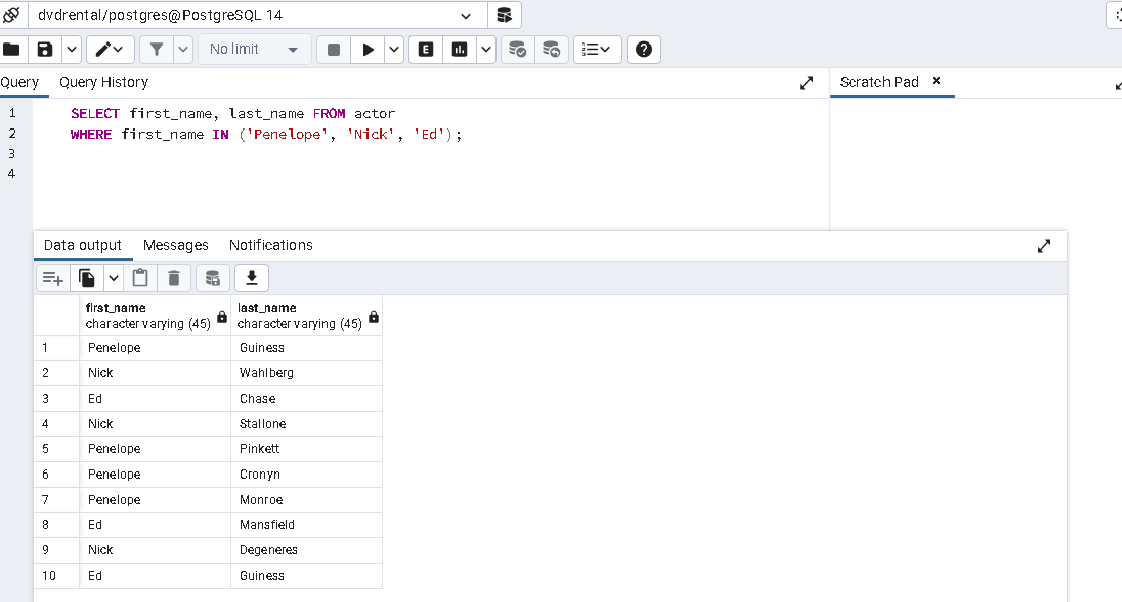 dvdrental/postgres@PostgreSQL 14
No limit
E
Query Query History
Scratch Pad
1 SELECT first_name, last_name FROM actor
2 WHERE first_name IN ('Penelope', 'Nick', 'Ed');
3
4
Data output Messages Notifications
first_name last_name
character varying (45) character varying (45)
1 Penelope Guiness
2 Nick Wahlberg
3 Ed Chase
4 Nick Stallone
5 Penelope Pinkett
6 Penelope Cronyn
7 Penelope Monroe
8 Ed Mansfield
9 Nick Degeneres
10 Ed Guiness